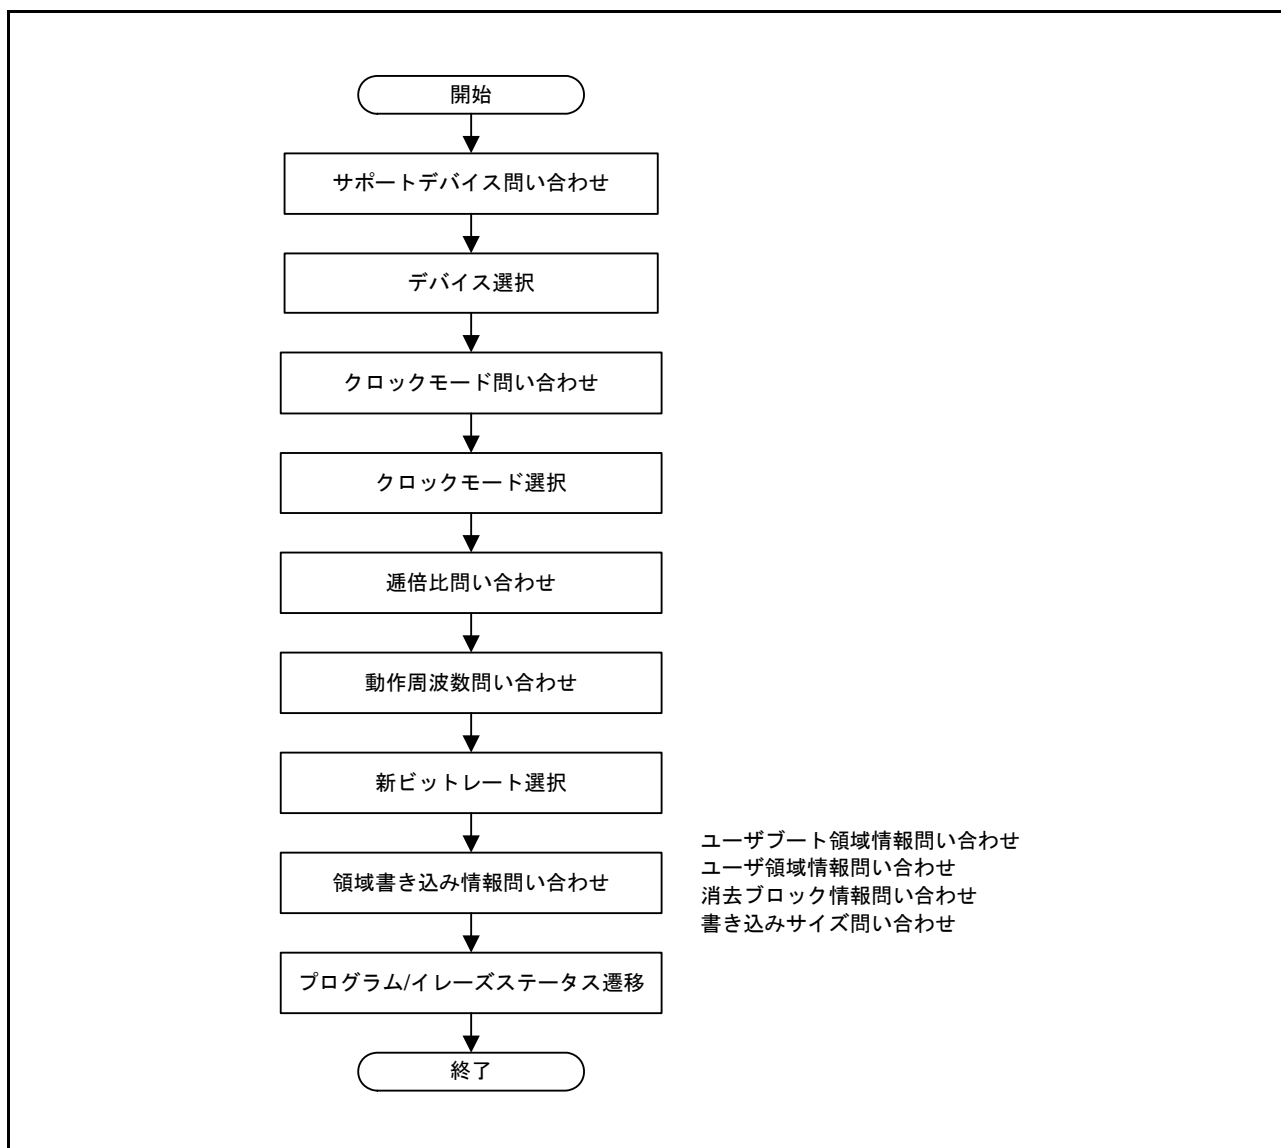 開始
サポートデバイス問い合わせ
デバイス選択
クロックモード問い合わせ
クロックモード選択
逓倍比問い合わせ
動作周波数問い合わせ
新ビットレート選択
領域書き込み情報問い合わせ
ユーザブート領域情報問い合わせ
ユーザ領域情報問い合わせ
消去ブロック情報問い合わせ
書き込みサイズ問い合わせ
プログラム/イレーズステータス遷移
終了